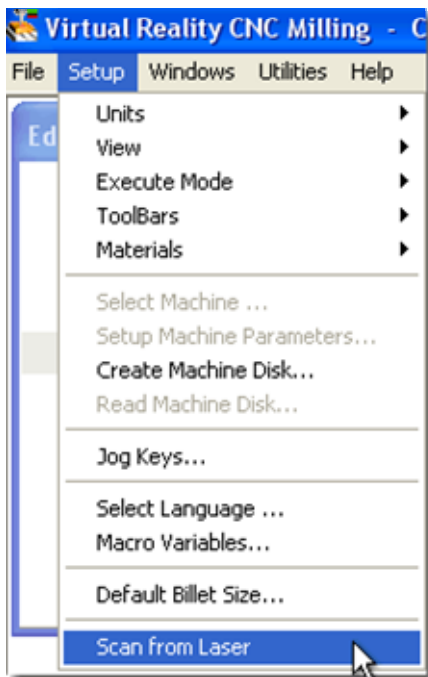 Virtual Reality CNC Milling - C
File Setup Windows Utilities Help
Ed
Units
View
Execute Mode
ToolBars
Materials
Select Machine ...
Setup Machine Parameters...
Create Machine Disk...
Read Machine Disk...
Jog Keys...
Select Language ...
Macro Variables...
Default Billet Size...
Scan from Laser